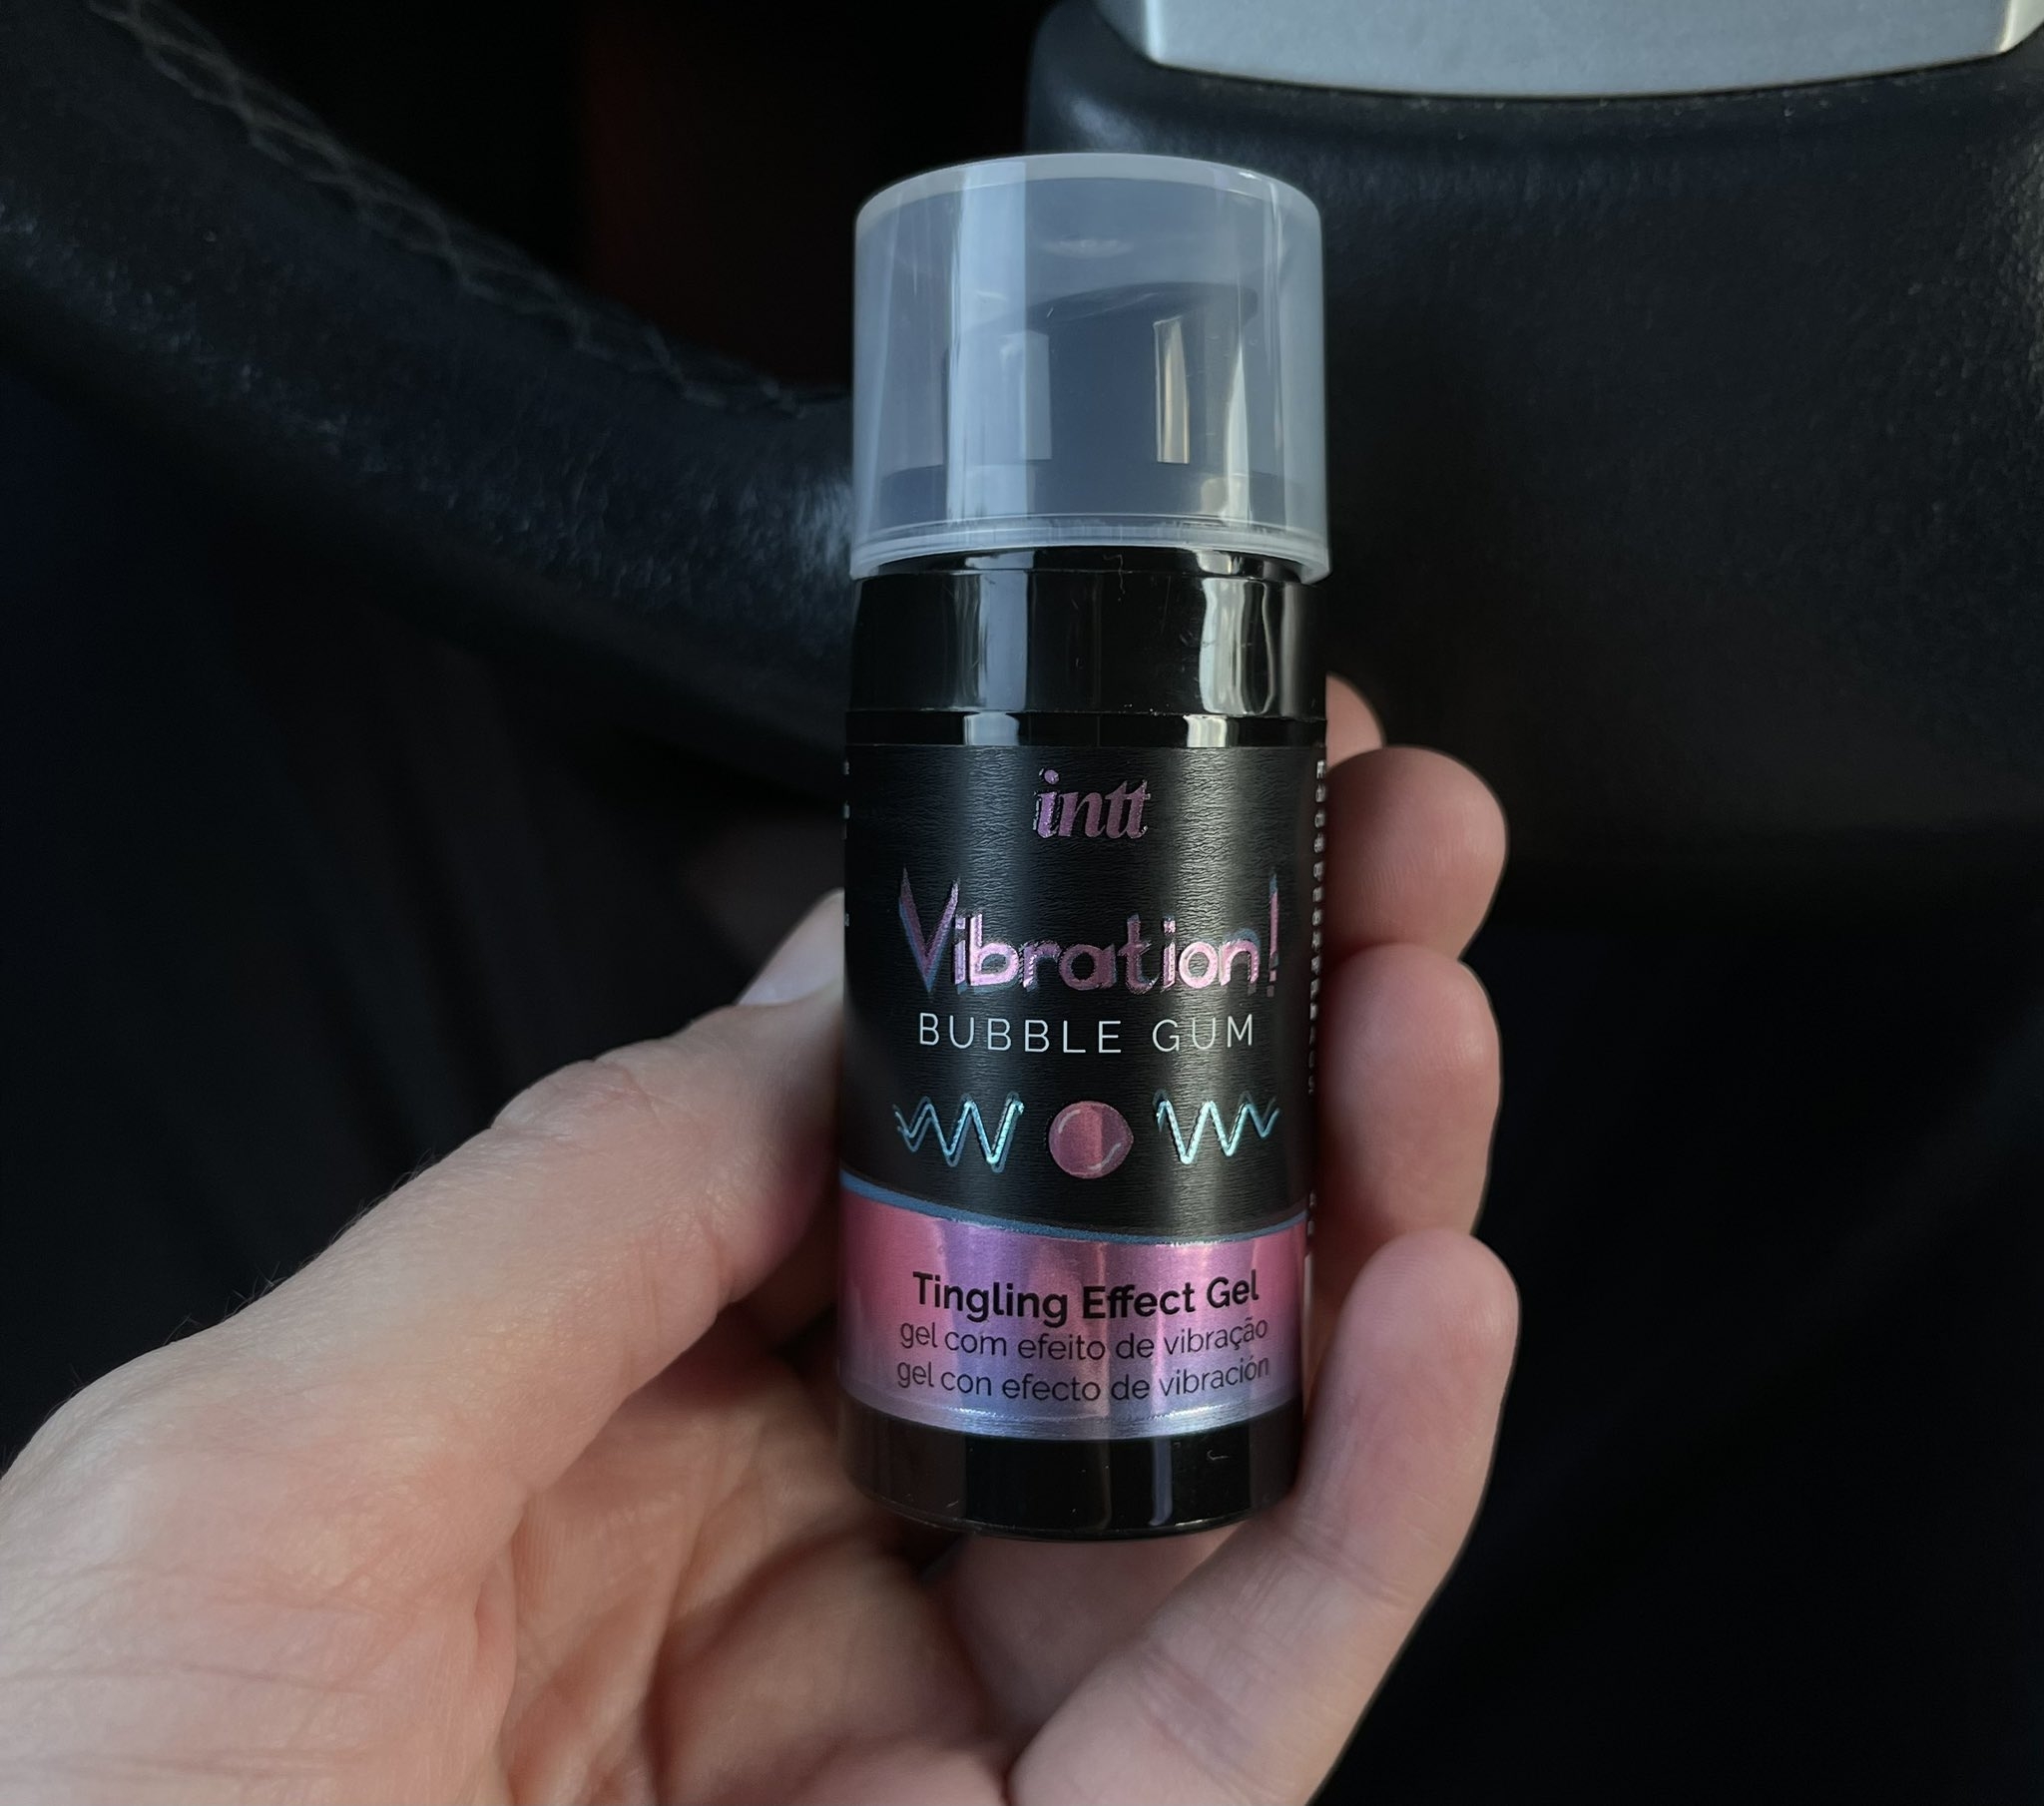 intt
Vibration!
BUBBLE GUM
Tingling Effect Gel
gel com efeito de vibração
gel con efecto de vibración